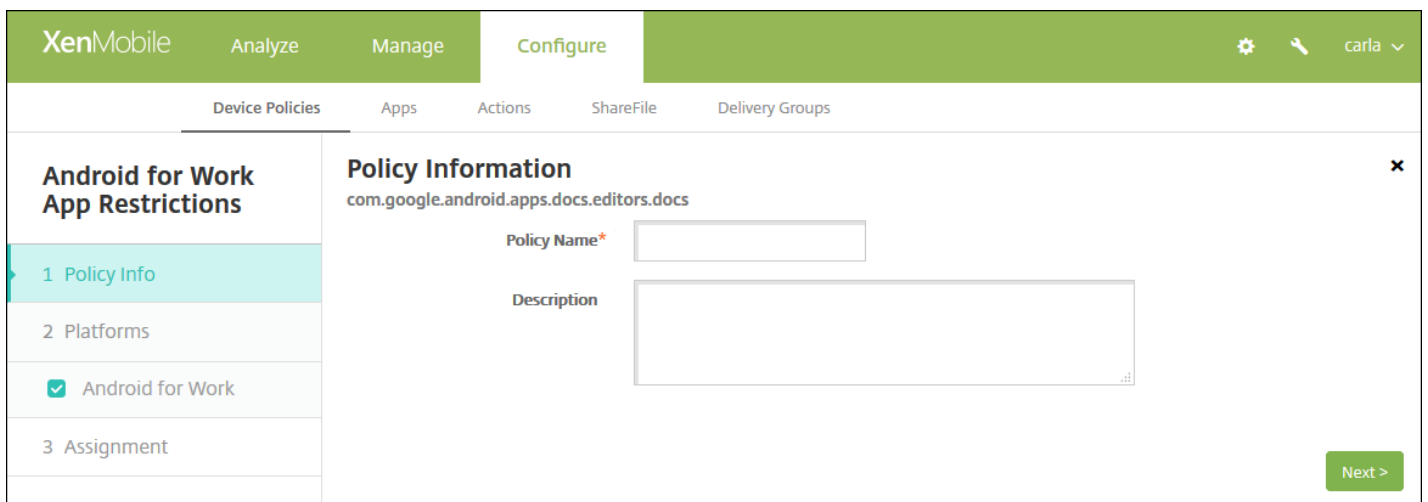 XenMobile Analyze Manage Configure carla
Device Policies Apps Actions ShareFile Delivery Groups
Android for Work
App Restrictions
1 Policy Info
2 Platforms
Android for Work
3 Assignment
Policy Information
com.google.android.apps.docs.editors.docs
Policy Name*
Description
Next >